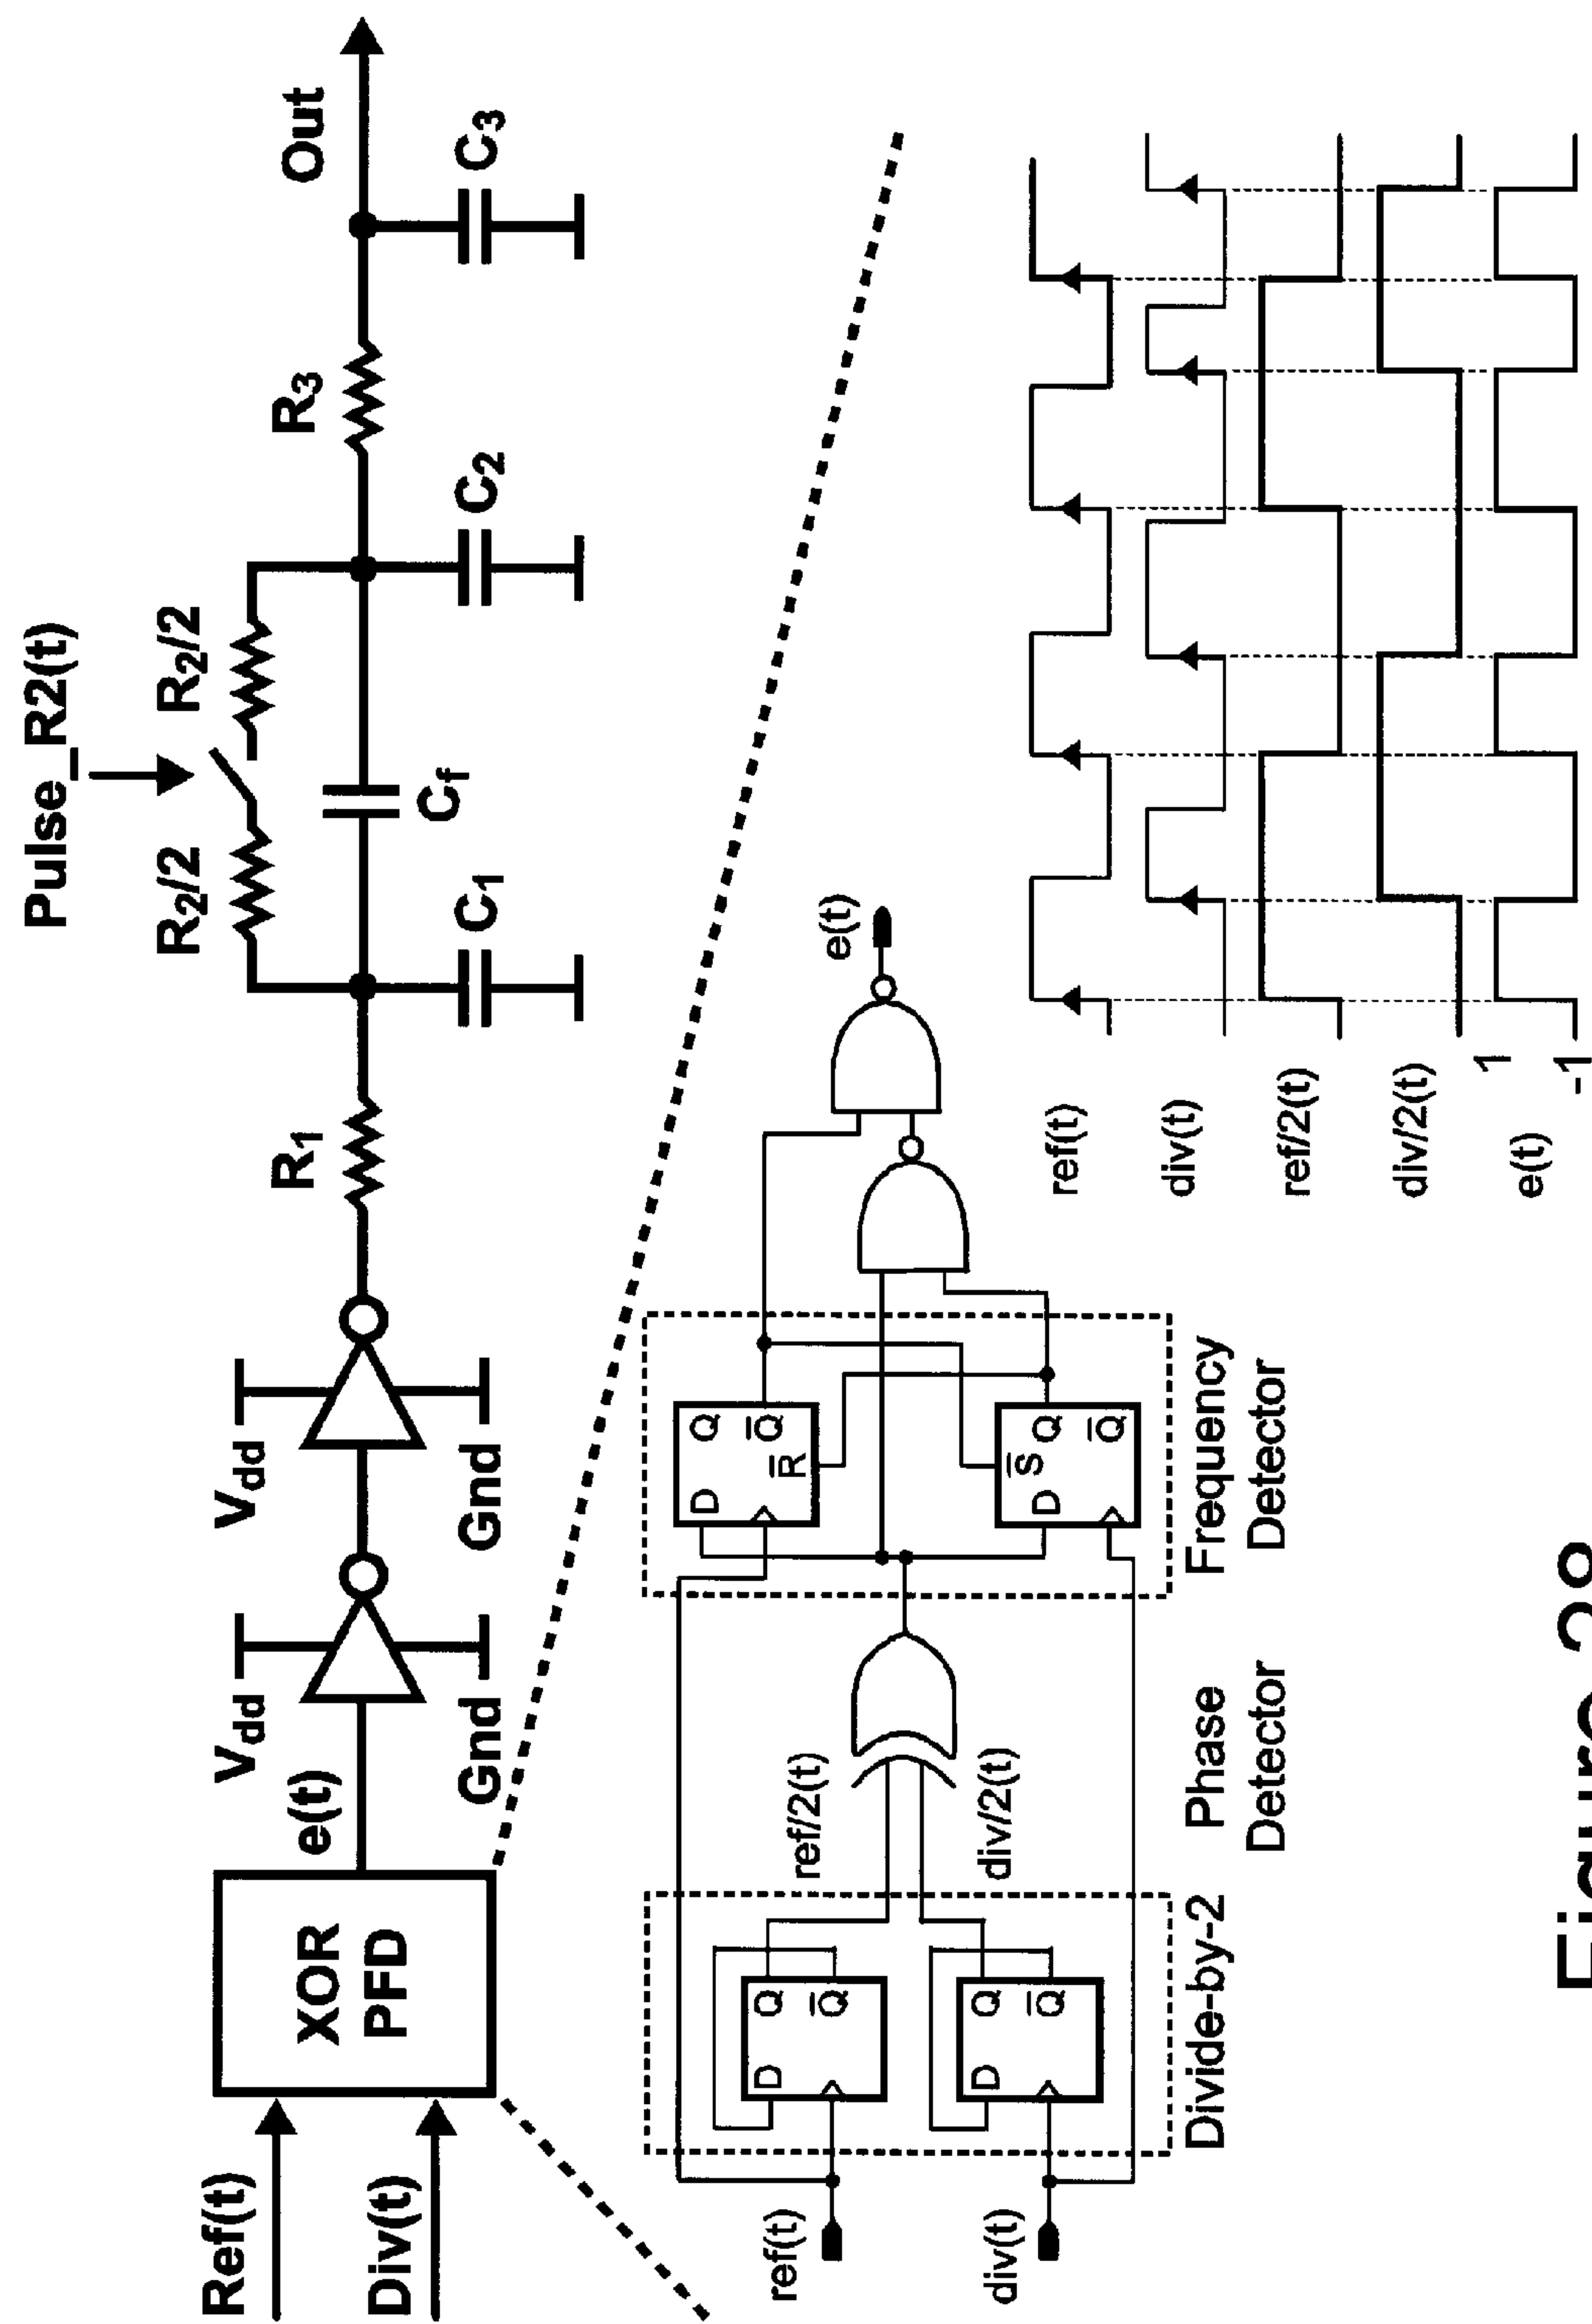 Pulse_R2(t)
R2/2
R2/2
Ref(t)
Div(t)
XOR
PFD
e(t)
Vdd
Gnd
Vdd
Gnd
R1
C1
Cf
C2
R3
C3
Out
ref(t)
div(t)
D
Q
Q̅
D
Q
Q̅
Divide-by-2
ref/2(t)
div/2(t)
Phase
Detector
D
Q
Q̅
R̅
S̅
D
Q
Q̅
Frequency
Detector
e(t)
ref(t)
div(t)
ref/2(t)
div/2(t)
1
e(t)
-1
Figure 28